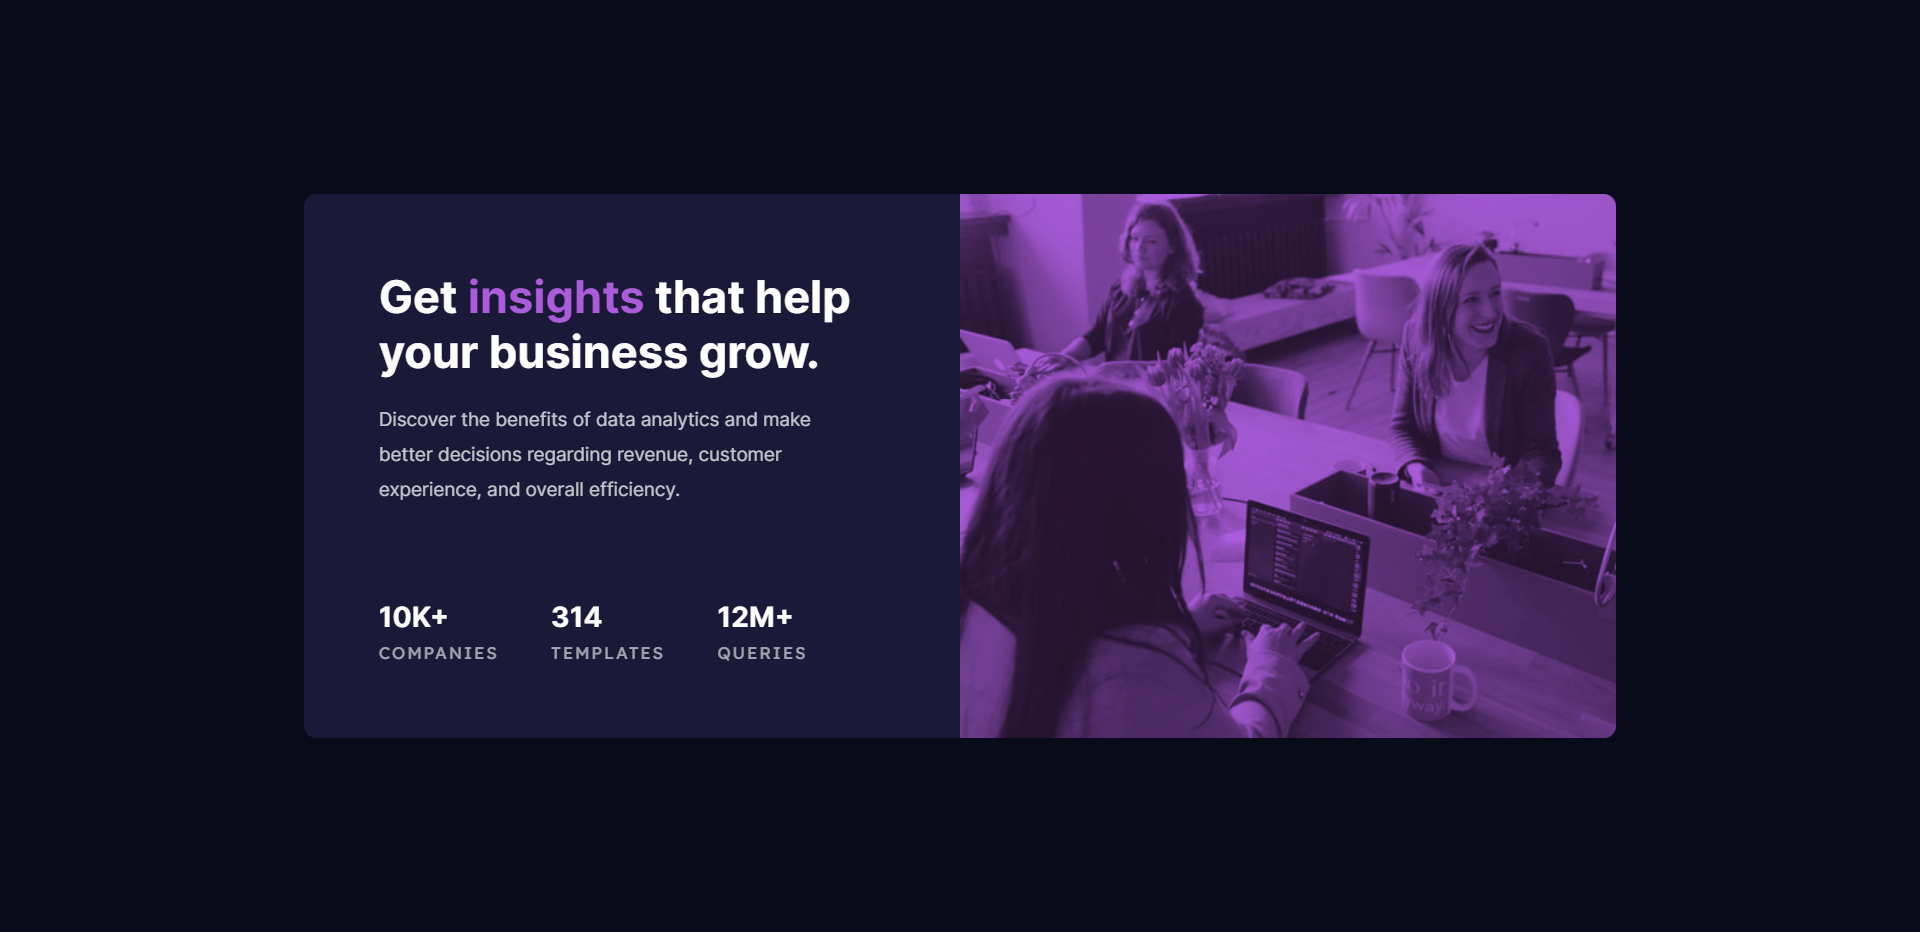 Get insights that help
your business grow.
Discover the benefits of data analytics and make
better decisions regarding revenue, customer
experience, and overall efficiency.
10K+ 314 12M+
COMPANIES TEMPLATES QUERIES